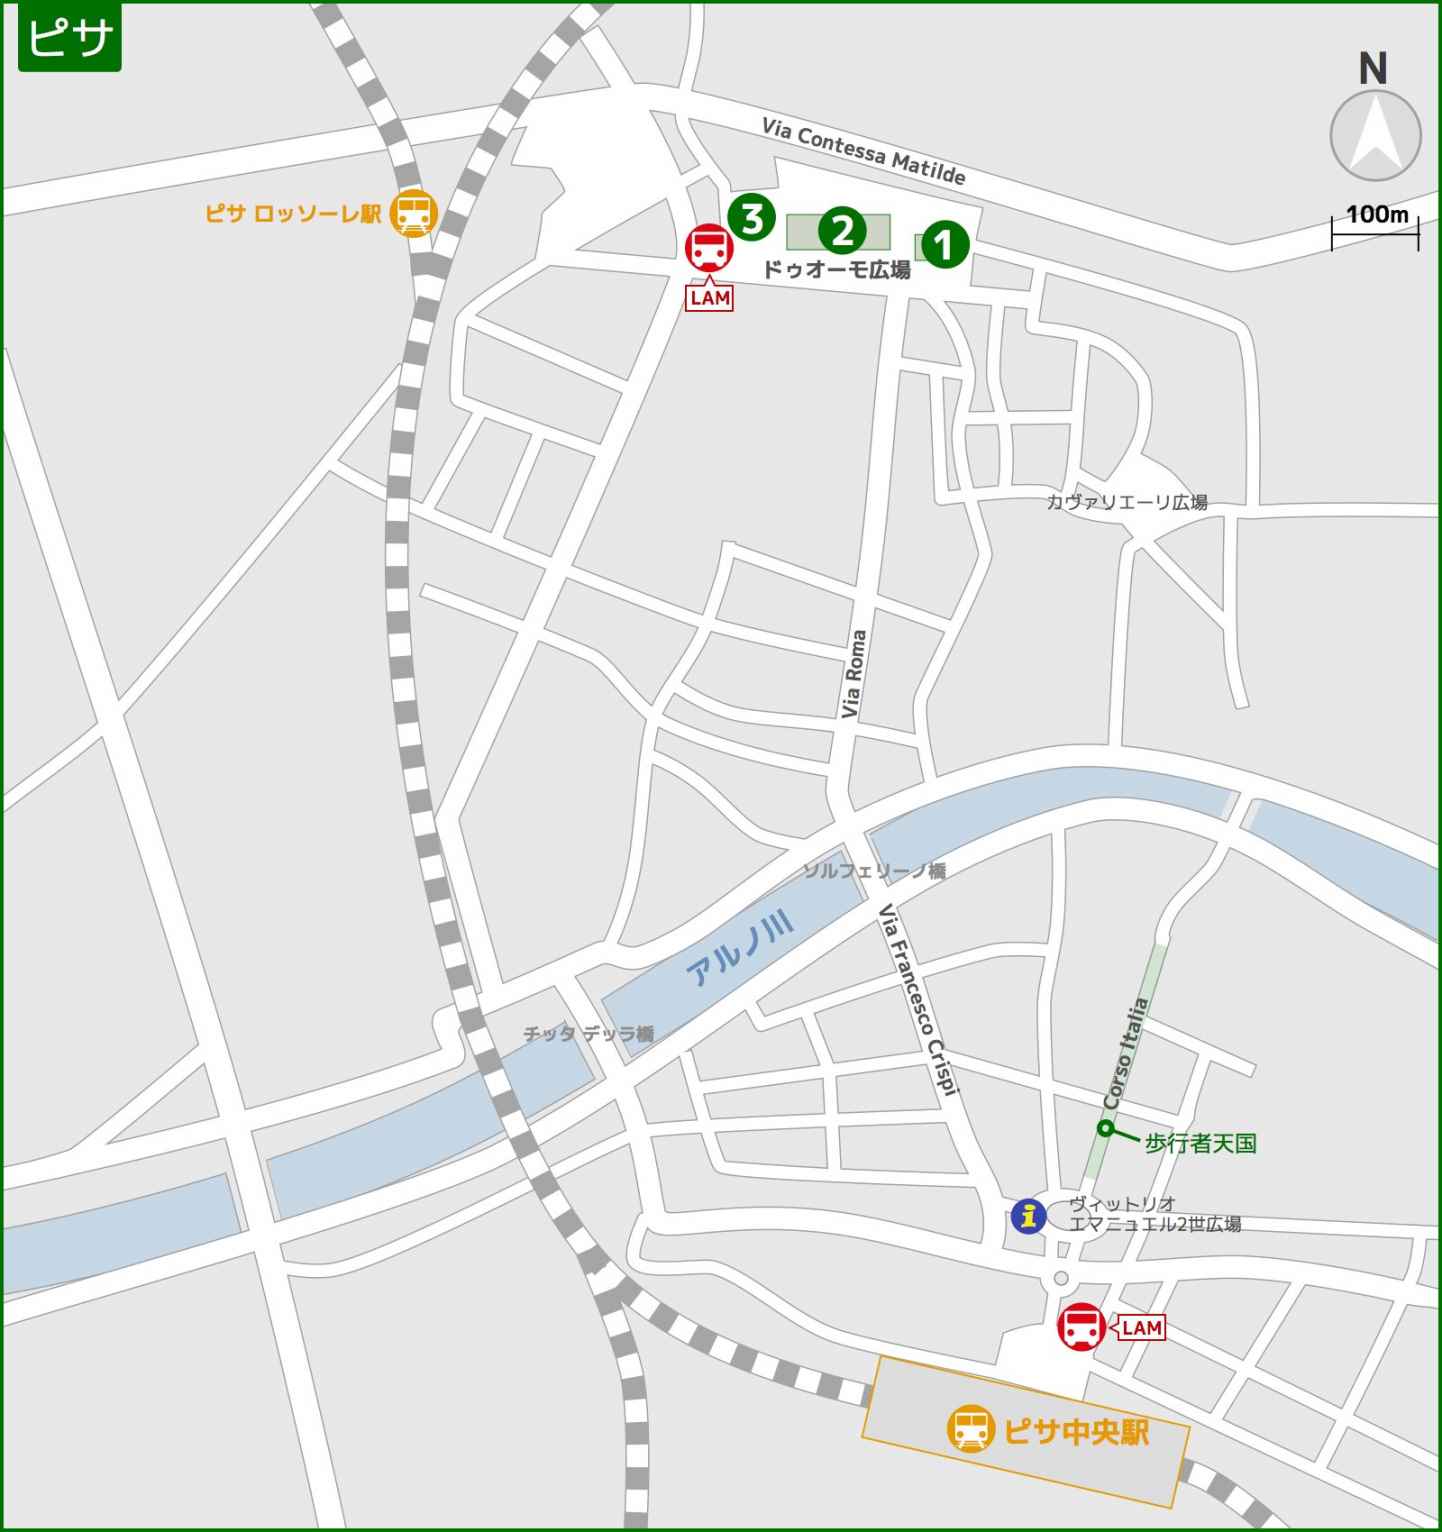 ピサ
N
100m
Via Contessa Matilde
ピサ ロッソーレ駅
3
2
1
ドゥオーモ広場
LAM
カヴァリエーリ広場
Via Roma
ソルフェリーノ橋
アルノ川
Via Francesco Crispi
チッタ デッラ橋
Corso Italia
歩行者天国
i
ヴィットリオ
エマニュエル2世広場
LAM
ピサ中央駅